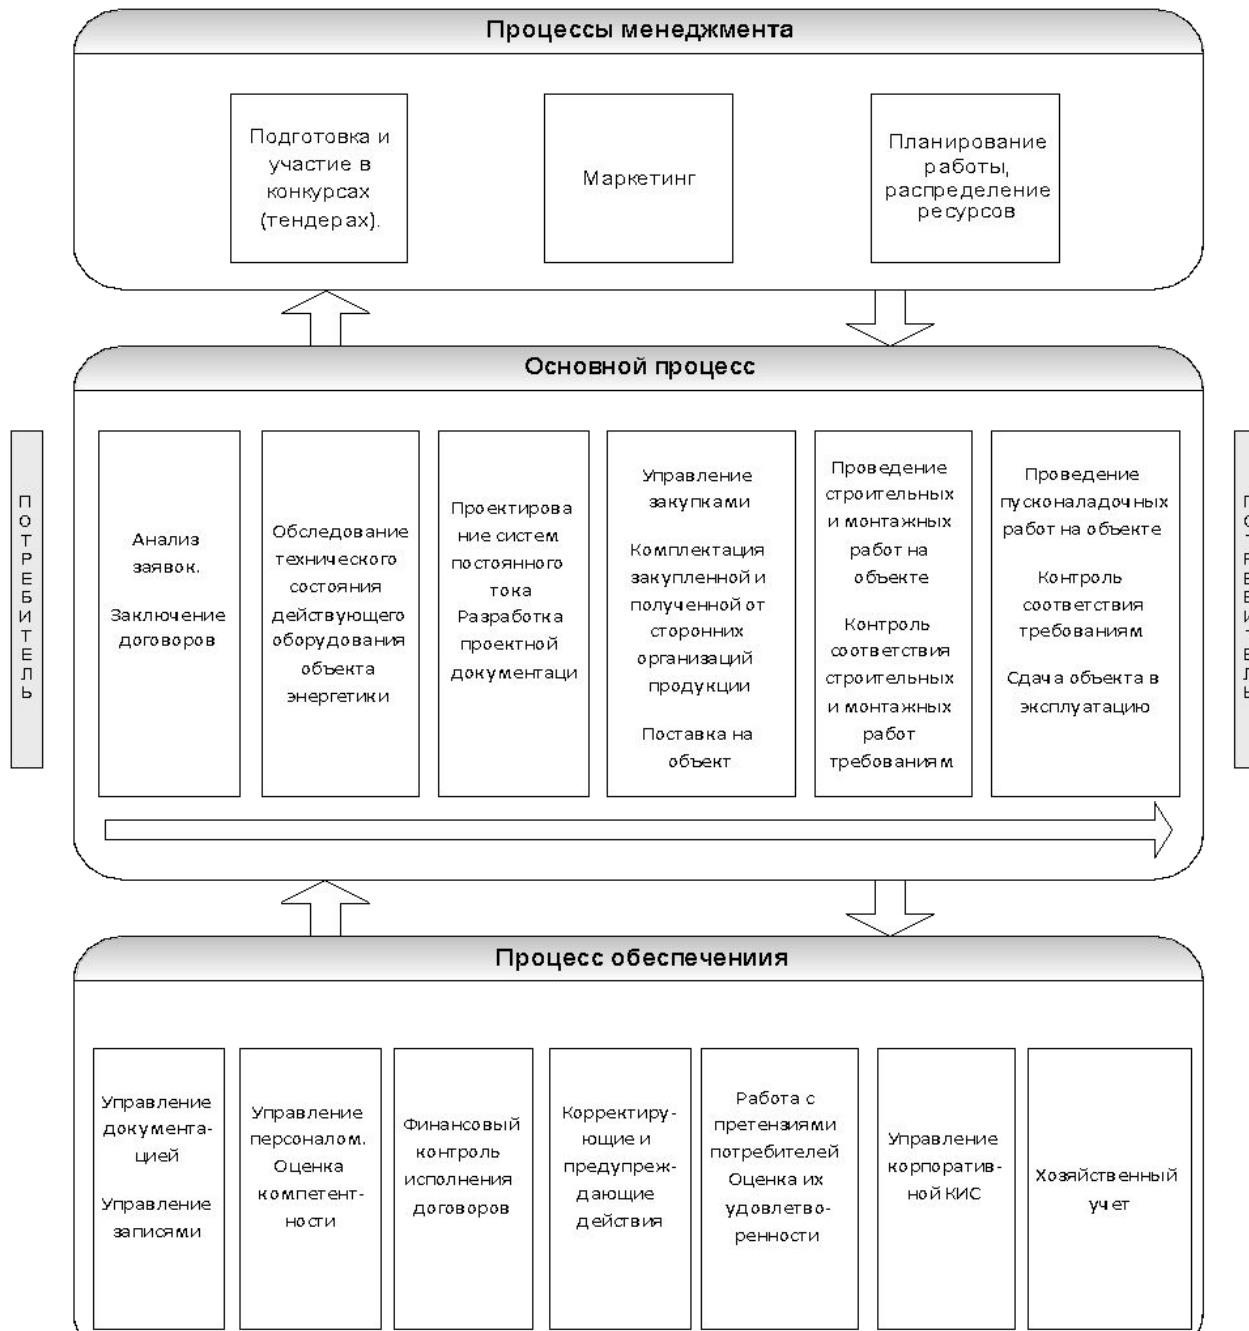 Процессы менеджмента
Подготовка и
участие в
конкурсах
(тендерах).
Маркетинг
Планирование
работы,
распределение
ресурсов
Основной процесс
ПОТРЕБИТЕЛЬ
Анализ
заявок.
Заключение
договоров
Обследование
технического
состояния
действующего
оборудования
объекта
энергетики
Проектирова
ние систем
постоянного
тока
Разработка
проектной
документаци
Управление
закупками
Комплектация
закупленной и
полученной от
сторонних
организаций
продукции
Поставка на
объект
Проведение
строительных
и монтажных
работ на
объекте
Контроль
соответствия
строительных
и монтажных
работ
требованиям
Проведение
пусконаладочных
работ на объекте
Контроль
соответствия
требованиям
Сдача объекта в
эксплуатацию
ПОТРЕБИТЕЛЬ
Процесс обеспечениия
Управление
документа-
цией
Управление
записями
Управление
персоналом.
Оценка
компетент-
ности
Финансовый
контроль
исполнения
договоров
Корректиру-
ющие и
предупреж-
дающие
действия
Работа с
претензиями
потребителей
Оценка их
удовлетво-
ренности
Управление
корпоратив-
ной КИС
Хозяйственный
учет